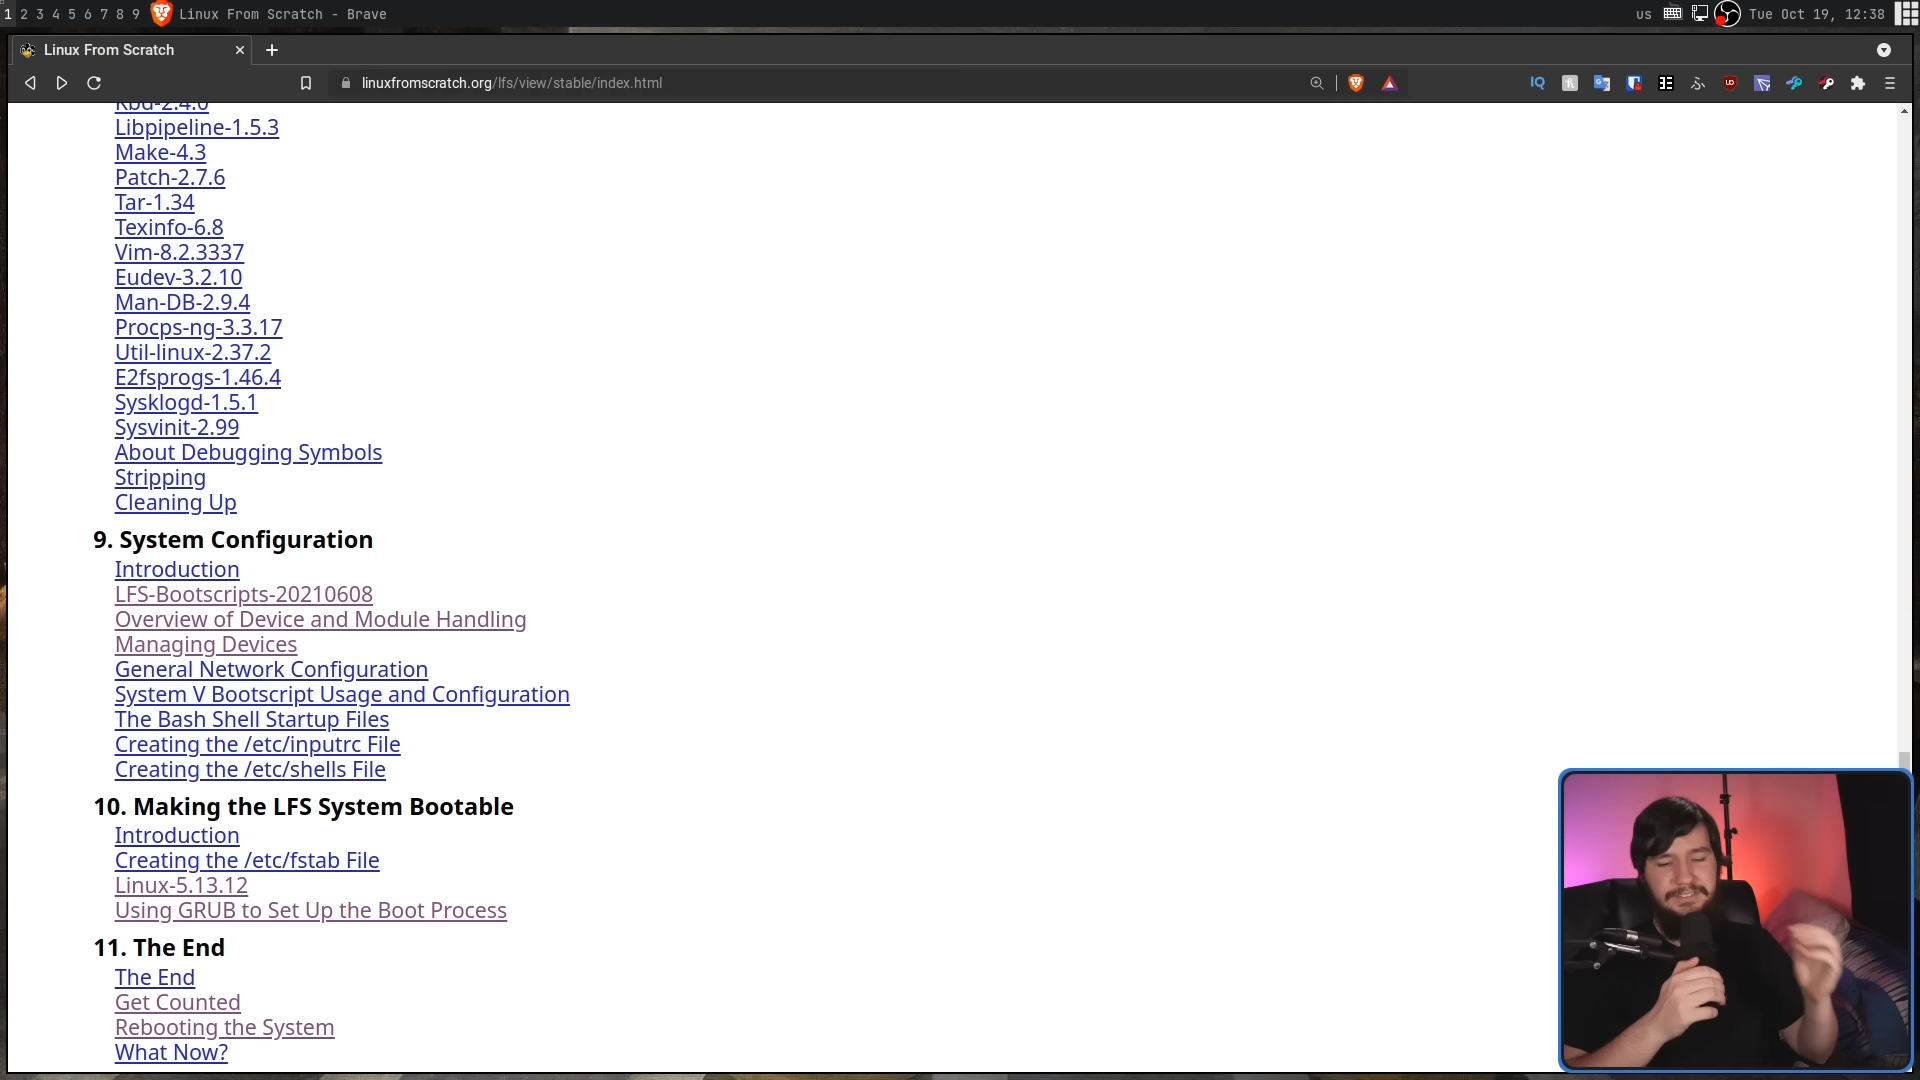 1 2 3 4 5 6 7 8 9 Linux From Scratch - Brave us Tue Oct 19, 12:38
Linux From Scratch
linuxfromscratch.org/lfs/view/stable/index.html IQ
Kbd-2.4.0
Libpipeline-1.5.3
Make-4.3
Patch-2.7.6
Tar-1.34
Texinfo-6.8
Vim-8.2.3337
Eudev-3.2.10
Man-DB-2.9.4
Procps-ng-3.3.17
Util-linux-2.37.2
E2fsprogs-1.46.4
Sysklogd-1.5.1
Sysvinit-2.99
About Debugging Symbols
Stripping
Cleaning Up
9. System Configuration
Introduction
LFS-Bootscripts-20210608
Overview of Device and Module Handling
Managing Devices
General Network Configuration
System V Bootscript Usage and Configuration
The Bash Shell Startup Files
Creating the /etc/inputrc File
Creating the /etc/shells File
10. Making the LFS System Bootable
Introduction
Creating the /etc/fstab File
Linux-5.13.12
Using GRUB to Set Up the Boot Process
11. The End
The End
Get Counted
Rebooting the System
What Now?